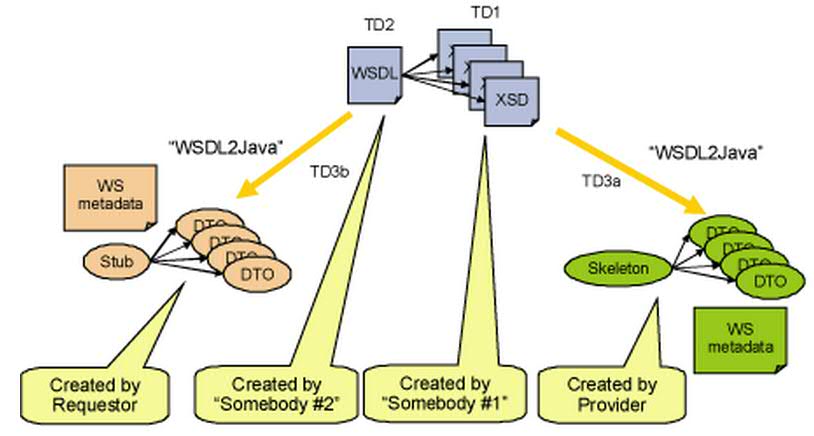 TD1
TD2
WSDL
XSD
“WSDL2Java”
“WSDL2Java”
TD3b
TD3a
WS
metadata
DTO
DTO
DTO
DTO
Stub
DTO
DTO
DTO
DTO
Skeleton
WS
metadata
Created by
Requestor
Created by
“Somebody #2”
Created by
“Somebody #1”
Created by
Provider